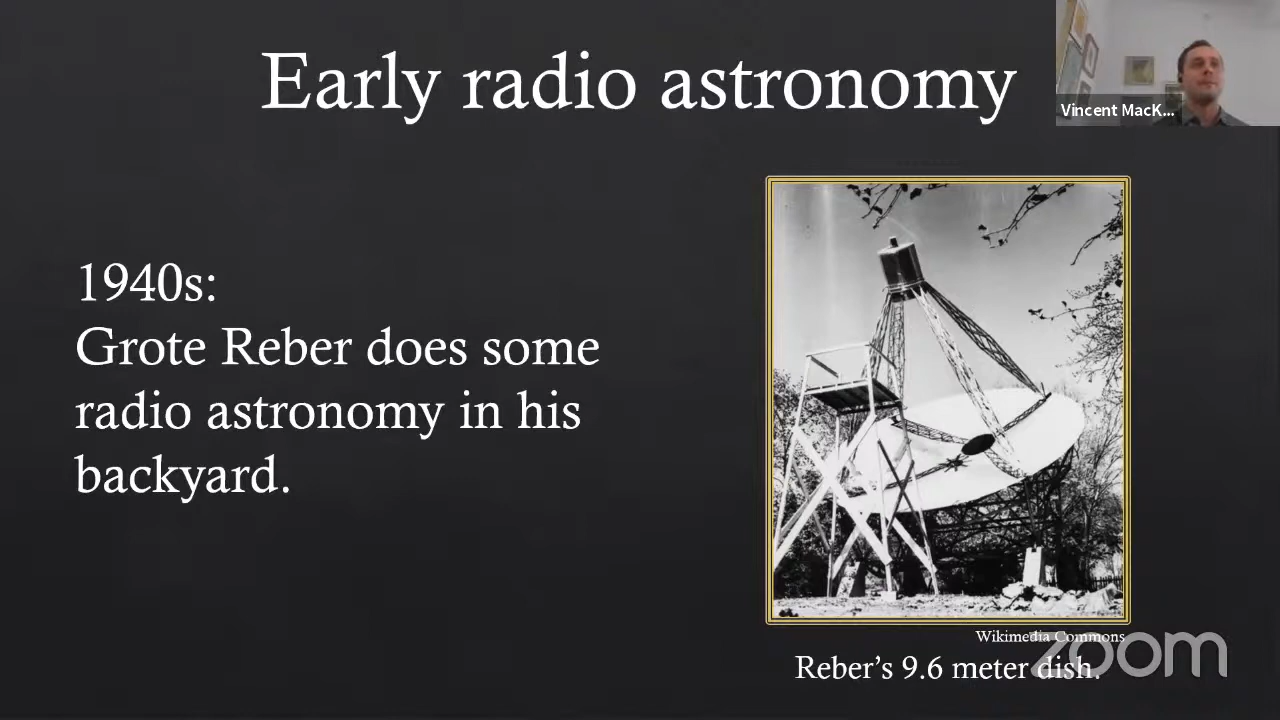 Early radio astronomy
Vincent MacK...
1940s:
Grote Reber does some
radio astronomy in his
backyard.
Wikimedia Commons
zoom
Reber's 9.6 meter dish.